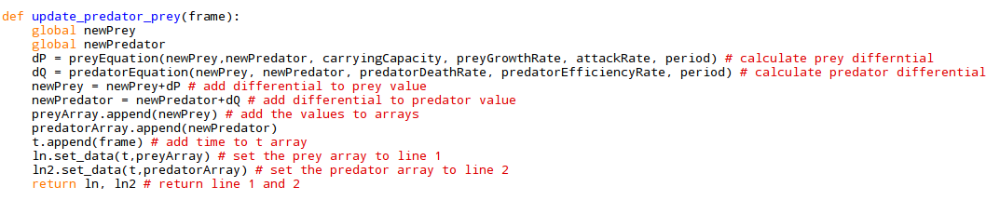 def update_predator_prey(frame):
    global newPrey
    global newPredator
    dP = preyEquation(newPrey,newPredator, carryingCapacity, preyGrowthRate, attackRate, period) # calculate prey differntial
    dQ = predatorEquation(newPrey, newPredator, predatorDeathRate, predatorEfficiencyRate, period) # calculate predator differential
    newPrey = newPrey+dP # add differential to prey value
    newPredator = newPredator+dQ # add differential to predator value
    preyArray.append(newPrey) # add the values to arrays
    predatorArray.append(newPredator)
    t.append(frame) # add time to t array
    ln.set_data(t,preyArray) # set the prey array to line 1
    ln2.set_data(t,predatorArray) # set the predator array to line 2
    return ln, ln2 # return line 1 and 2